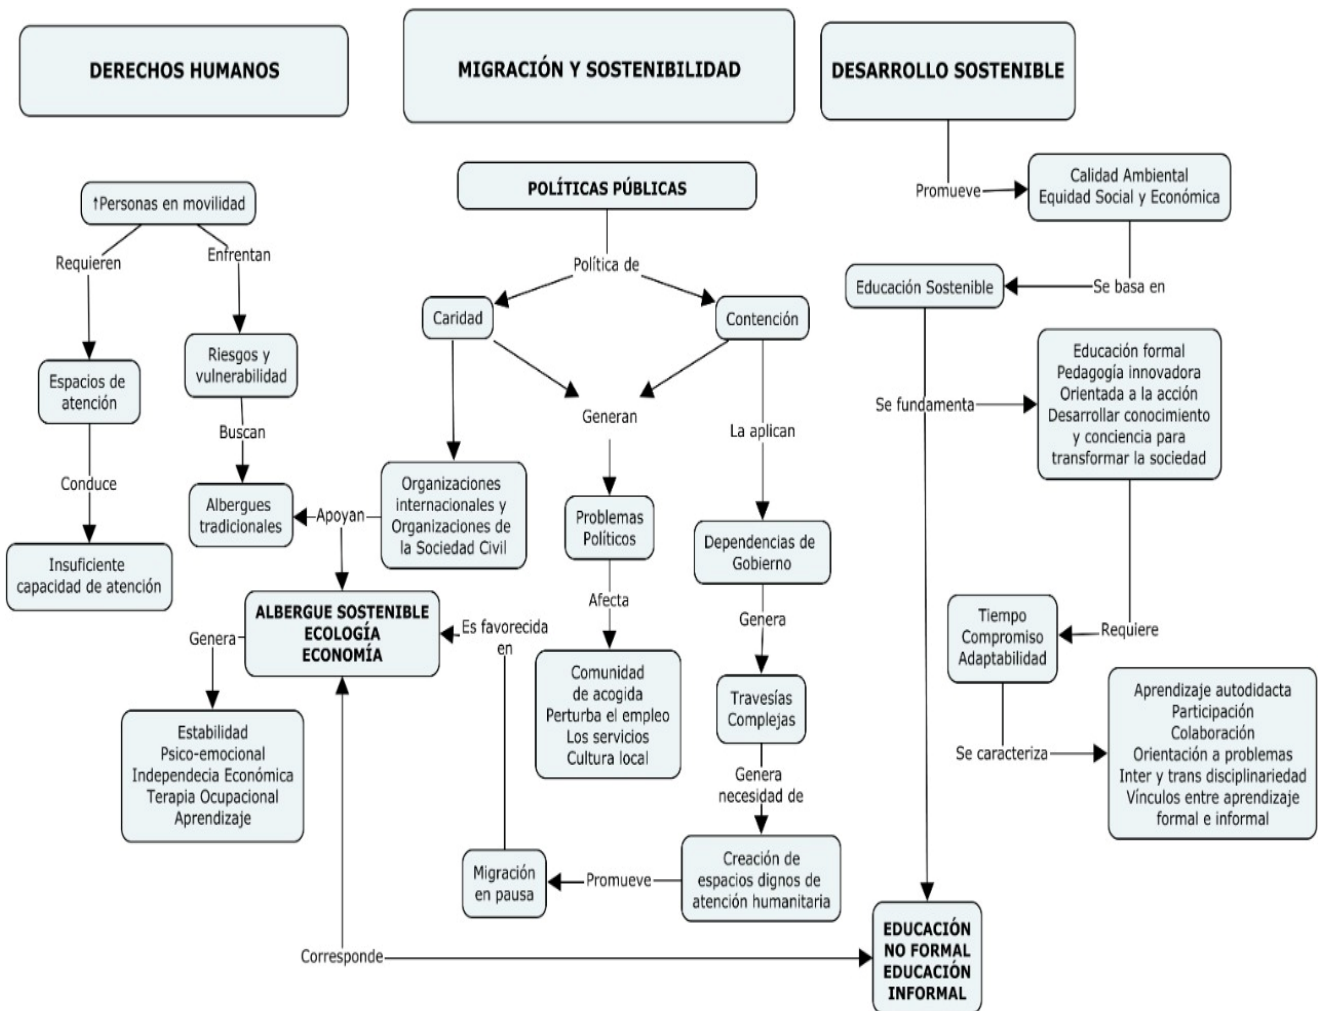 DERECHOS HUMANOS
MIGRACIÓN Y SOSTENIBILIDAD
DESARROLLO SOSTENIBLE
↑Personas en movilidad
Requieren
Enfrentan
Espacios de
atención
Riesgos y
vulnerabilidad
Conduce
Buscan
Insuficiente
capacidad de atención
Albergues
tradicionales
Apoyan
ALBERGUE SOSTENIBLE
ECOLOGÍA
ECONOMÍA
Genera
Estabilidad
Psico-emocional
Independecia Económica
Terapia Ocupacional
Aprendizaje
Corresponde
POLÍTICAS PÚBLICAS
Política de
Caridad
Contención
Generan
La aplican
Organizaciones
internacionales y
Organizaciones de
la Sociedad Civil
Problemas
Políticos
Dependencias de
Gobierno
Afecta
Genera
Es favorecida
en
Comunidad
de acogida
Perturba el empleo
Los servicios
Cultura local
Travesías
Complejas
Genera
necesidad de
Migración
en pausa
Promueve
Creación de
espacios dignos de
atención humanitaria
Promueve
Calidad Ambiental
Equidad Social y Económica
Se basa en
Educación Sostenible
Se fundamenta
Educación formal
Pedagogía innovadora
Orientada a la acción
Desarrollar conocimiento
y conciencia para
transformar la sociedad
Requiere
Tiempo
Compromiso
Adaptabilidad
Se caracteriza
Aprendizaje autodidacta
Participación
Colaboración
Orientación a problemas
Inter y trans disciplinariedad
Vínculos entre aprendizaje
formal e informal
EDUCACIÓN
NO FORMAL
EDUCACIÓN
INFORMAL